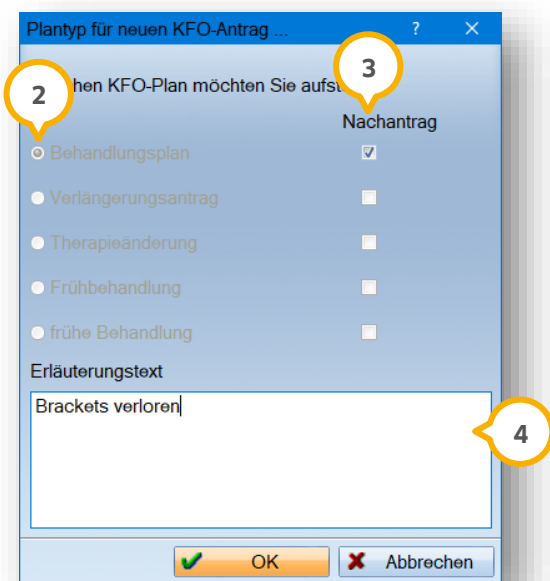 Plantyp für neuen KFO-Antrag ... ?
3
2 hen KFO-Plan möchten Sie aufst
Nachantrag
Behandlungsplan
Verlängerungsantrag
Therapieänderung
Frühbehandlung
frühe Behandlung
Erläuterungstext
Brackets verloren
4
OK Abbrechen